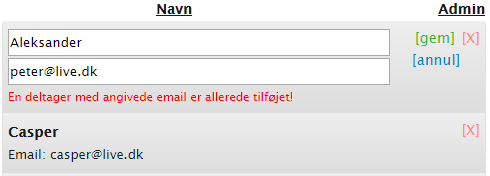 Navn Admin
Aleksander [gem] [X]
peter@live.dk [annul]
En deltager med angivede email er allerede tilføjet!
Casper [X]
Email: casper@live.dk